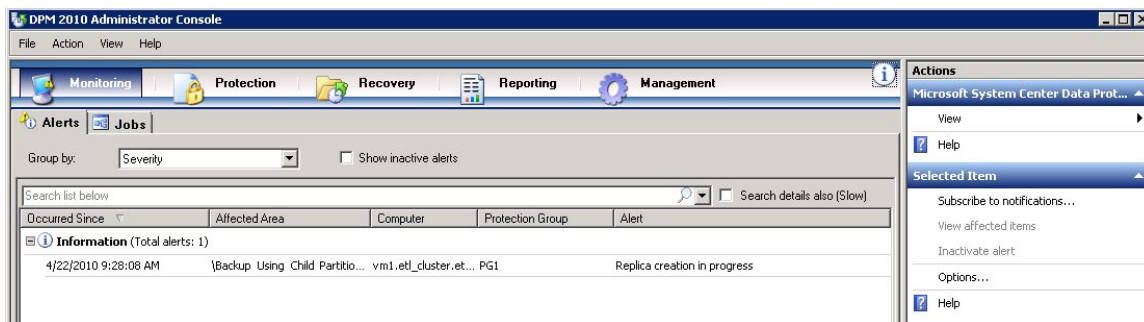 DPM 2010 Administrator Console
File Action View Help
Monitoring Protection Recovery Reporting Management
Alerts Jobs
Group by: Severity Show inactive alerts
Search list below Search details also (Slow)
Occurred Since Affected Area Computer Protection Group Alert
Information (Total alerts: 1)
4/22/2010 9:28:08 AM \Backup Using Child Partitio... vm1.etl_cluster.et... PG1 Replica creation in progress
Actions
Microsoft System Center Data Prot...
View
Help
Selected Item
Subscribe to notifications...
View affected items
Inactivate alert
Options...
Help